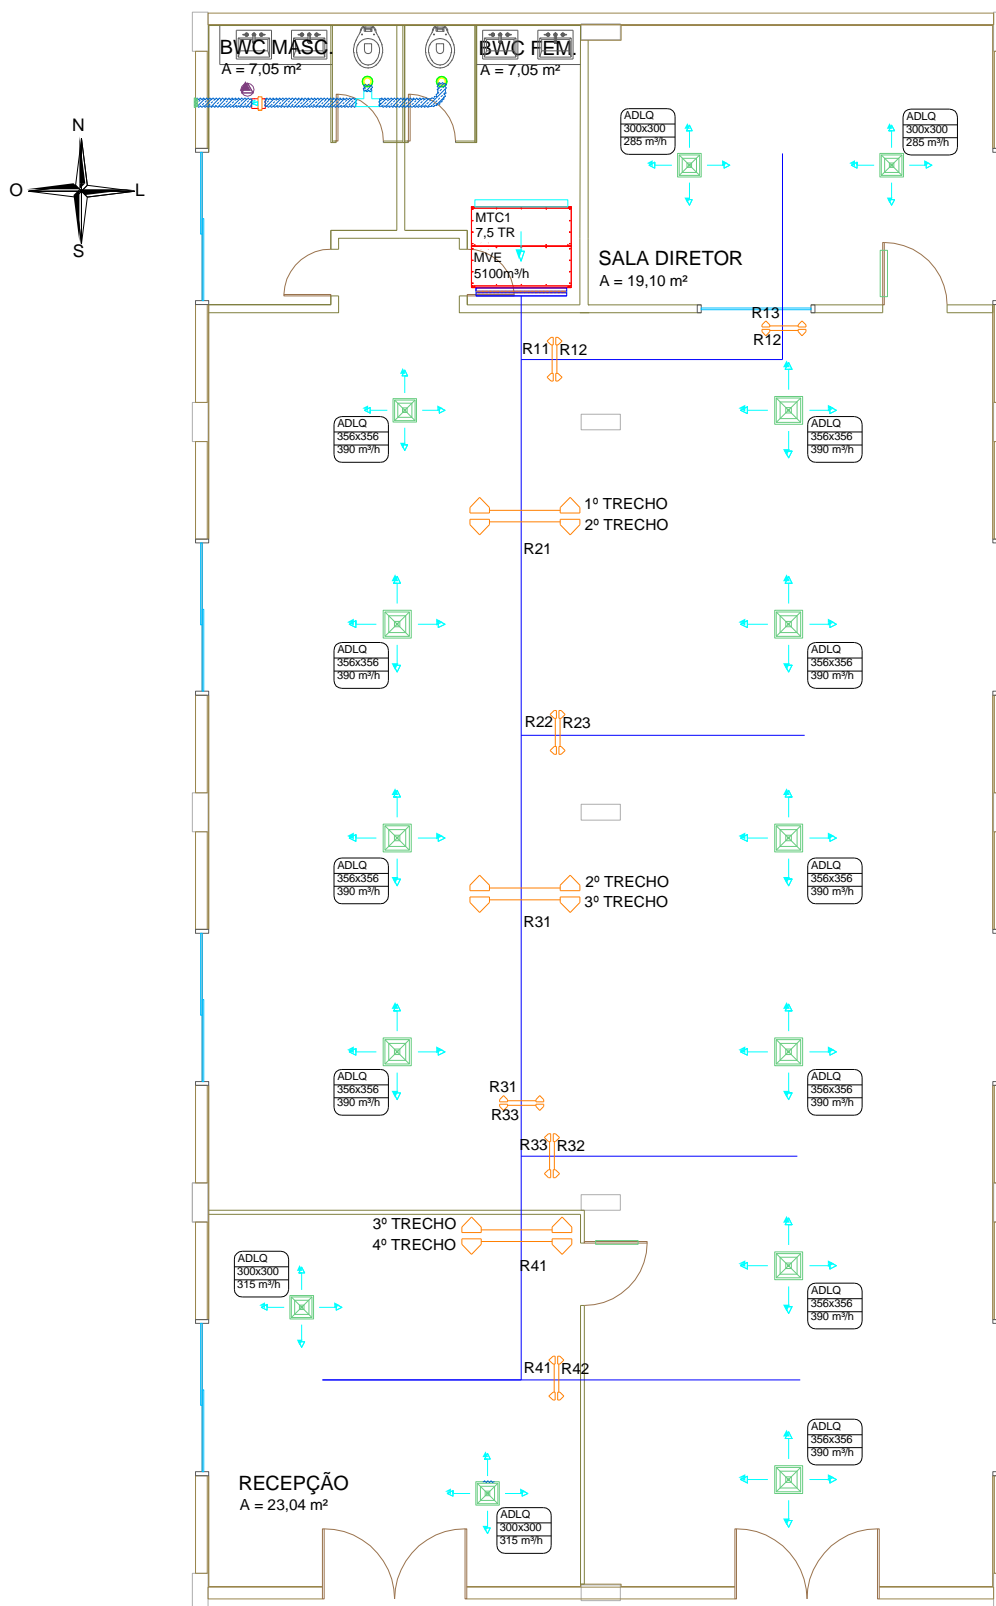 BWC MASC.
A = 7,05 m²
BWC FEM.
A = 7,05 m²
N
O
L
S
ADLQ
300x300
285 m³/h
ADLQ
300x300
285 m³/h
MTC1
7,5 TR
MVE
5100m³/h
SALA DIRETOR
A = 19,10 m²
R13
R12
R11
R12
ADLQ
356x356
390 m³/h
ADLQ
356x356
390 m³/h
1º TRECHO
2º TRECHO
R21
ADLQ
356x356
390 m³/h
ADLQ
356x356
390 m³/h
R22
R23
ADLQ
356x356
390 m³/h
ADLQ
356x356
390 m³/h
2º TRECHO
3º TRECHO
R31
ADLQ
356x356
390 m³/h
ADLQ
356x356
390 m³/h
R31
R33
R33
R32
3º TRECHO
4º TRECHO
R41
ADLQ
300x300
315 m³/h
ADLQ
356x356
390 m³/h
R41
R42
ADLQ
356x356
390 m³/h
RECEPÇÃO
A = 23,04 m²
ADLQ
300x300
315 m³/h